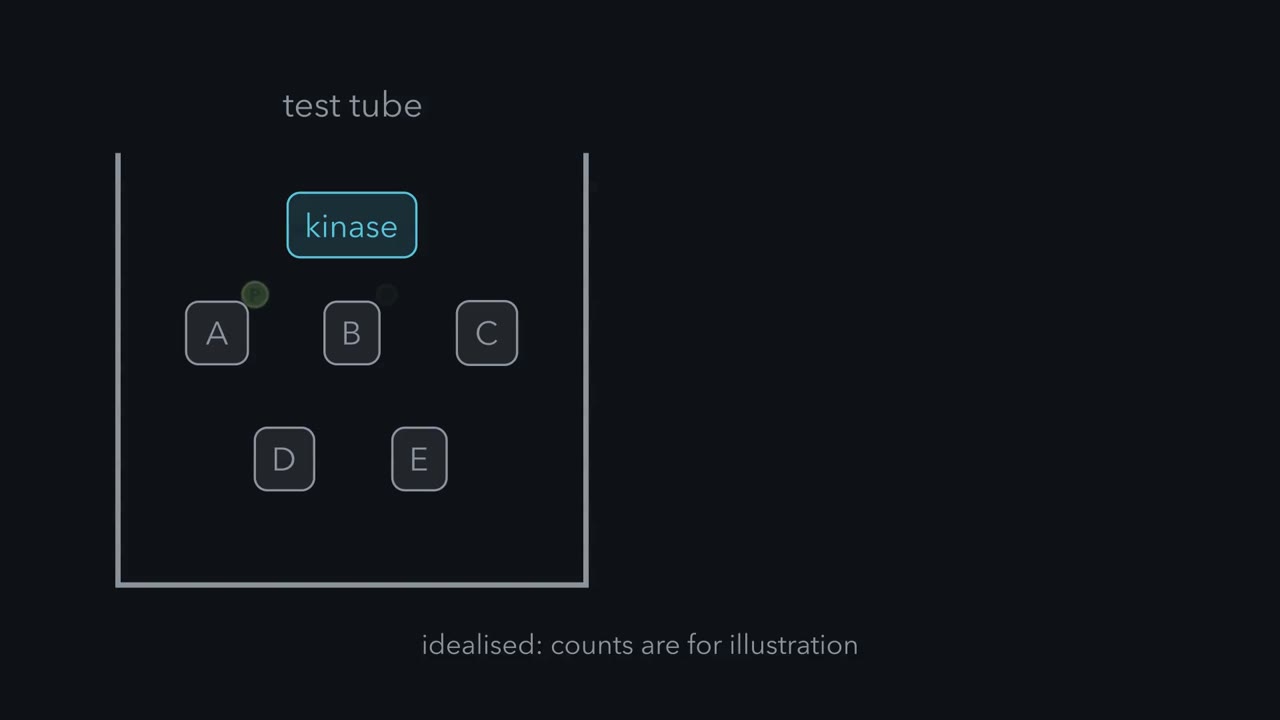 test tube
kinase
P
A B C
D E
idealised: counts are for illustration